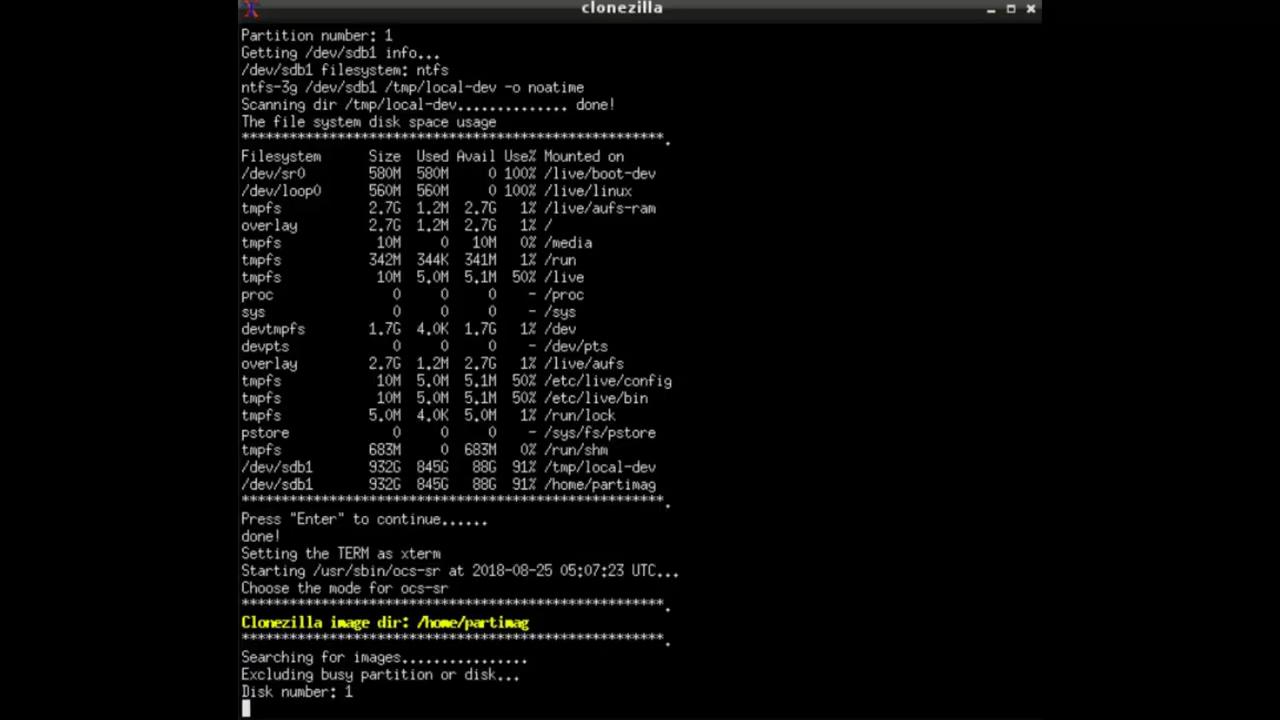 clonezilla
Partition number: 1
Getting /dev/sdb1 info...
/dev/sdb1 filesystem: ntfs
ntfs-3g /dev/sdb1 /tmp/local-dev -o noatime
Scanning dir /tmp/local-dev.............. done!
The file system disk space usage
*****************************************************.
Filesystem      Size  Used Avail Use% Mounted on
/dev/sr0        580M  580M     0 100% /live/boot-dev
/dev/loop0      560M  560M     0 100% /live/linux
tmpfs           2.7G  1.2M  2.7G   1% /live/aufs-ram
overlay         2.7G  1.2M  2.7G   1% /
tmpfs            10M     0   10M   0% /media
tmpfs           342M  344K  341M   1% /run
tmpfs            10M  5.0M  5.1M  50% /live
proc               0     0     0    - /proc
sys                0     0     0    - /sys
devtmpfs        1.7G  4.0K  1.7G   1% /dev
devpts             0     0     0    - /dev/pts
overlay         2.7G  1.2M  2.7G   1% /live/aufs
tmpfs            10M  5.0M  5.1M  50% /etc/live/config
tmpfs            10M  5.0M  5.1M  50% /etc/live/bin
tmpfs           5.0M  4.0K  5.0M   1% /run/lock
pstore             0     0     0    - /sys/fs/pstore
tmpfs           683M     0  683M   0% /run/shm
/dev/sdb1       932G  845G   88G  91% /tmp/local-dev
/dev/sdb1       932G  845G   88G  91% /home/partimag
*****************************************************.
Press "Enter" to continue......
done!
Setting the TERM as xterm
Starting /usr/sbin/ocs-sr at 2018-08-25 05:07:23 UTC...
Choose the mode for ocs-sr
*****************************************************.
Clonezilla image dir: /home/partimag
*****************************************************.
Searching for images................
Excluding busy partition or disk...
Disk number: 1